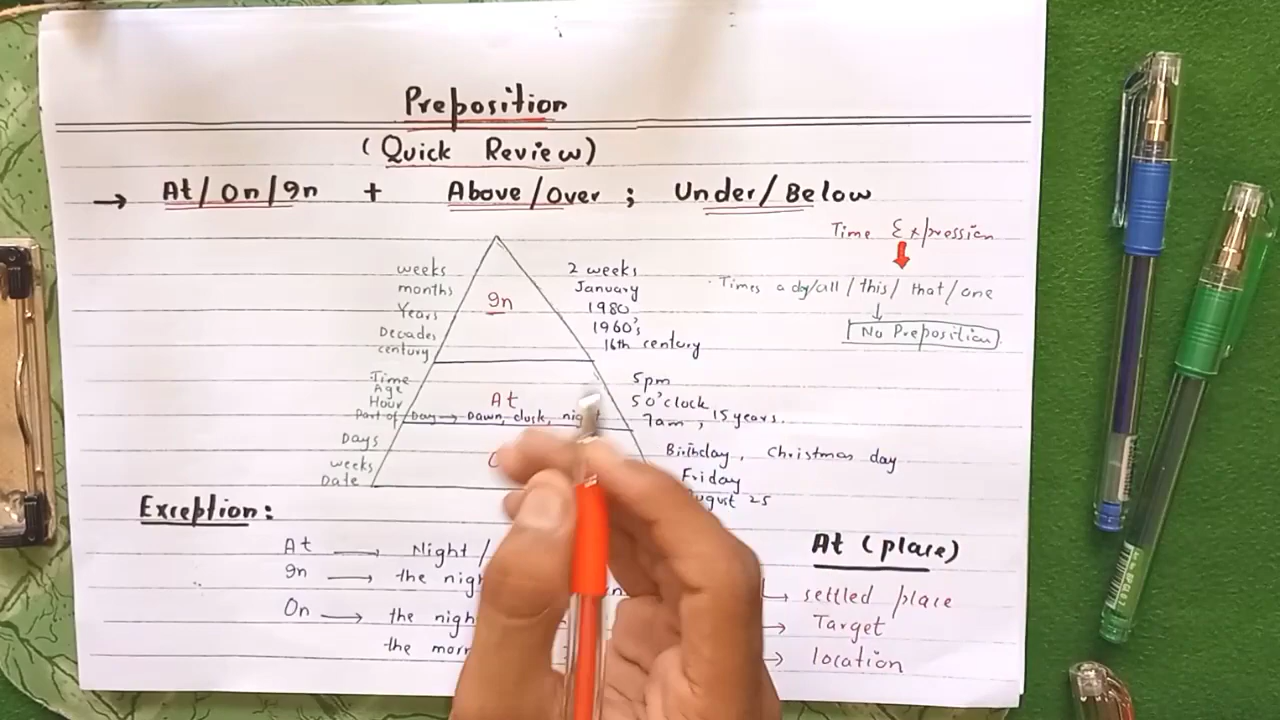 Preposition
(Quick Review)
→ At/On/In + Above/Over ; Under/Below
Time Expression
Times a day/all/this/that/one
No Preposition.
weeks
months
Years
Decades
century
In
2 weeks
January
1980
1960's
16th century
Time
Age
Hour
Part of Day → Dawn, dusk, night
At
5pm
5 o'clock
7am, 15 years.
Days
weeks
Date
Birthday, Christmas day
Friday
August 25
Exception:
At → Night /
In → the nigh
On → the nigh
the morn
At (place)
→ settled place
→ Target
→ location